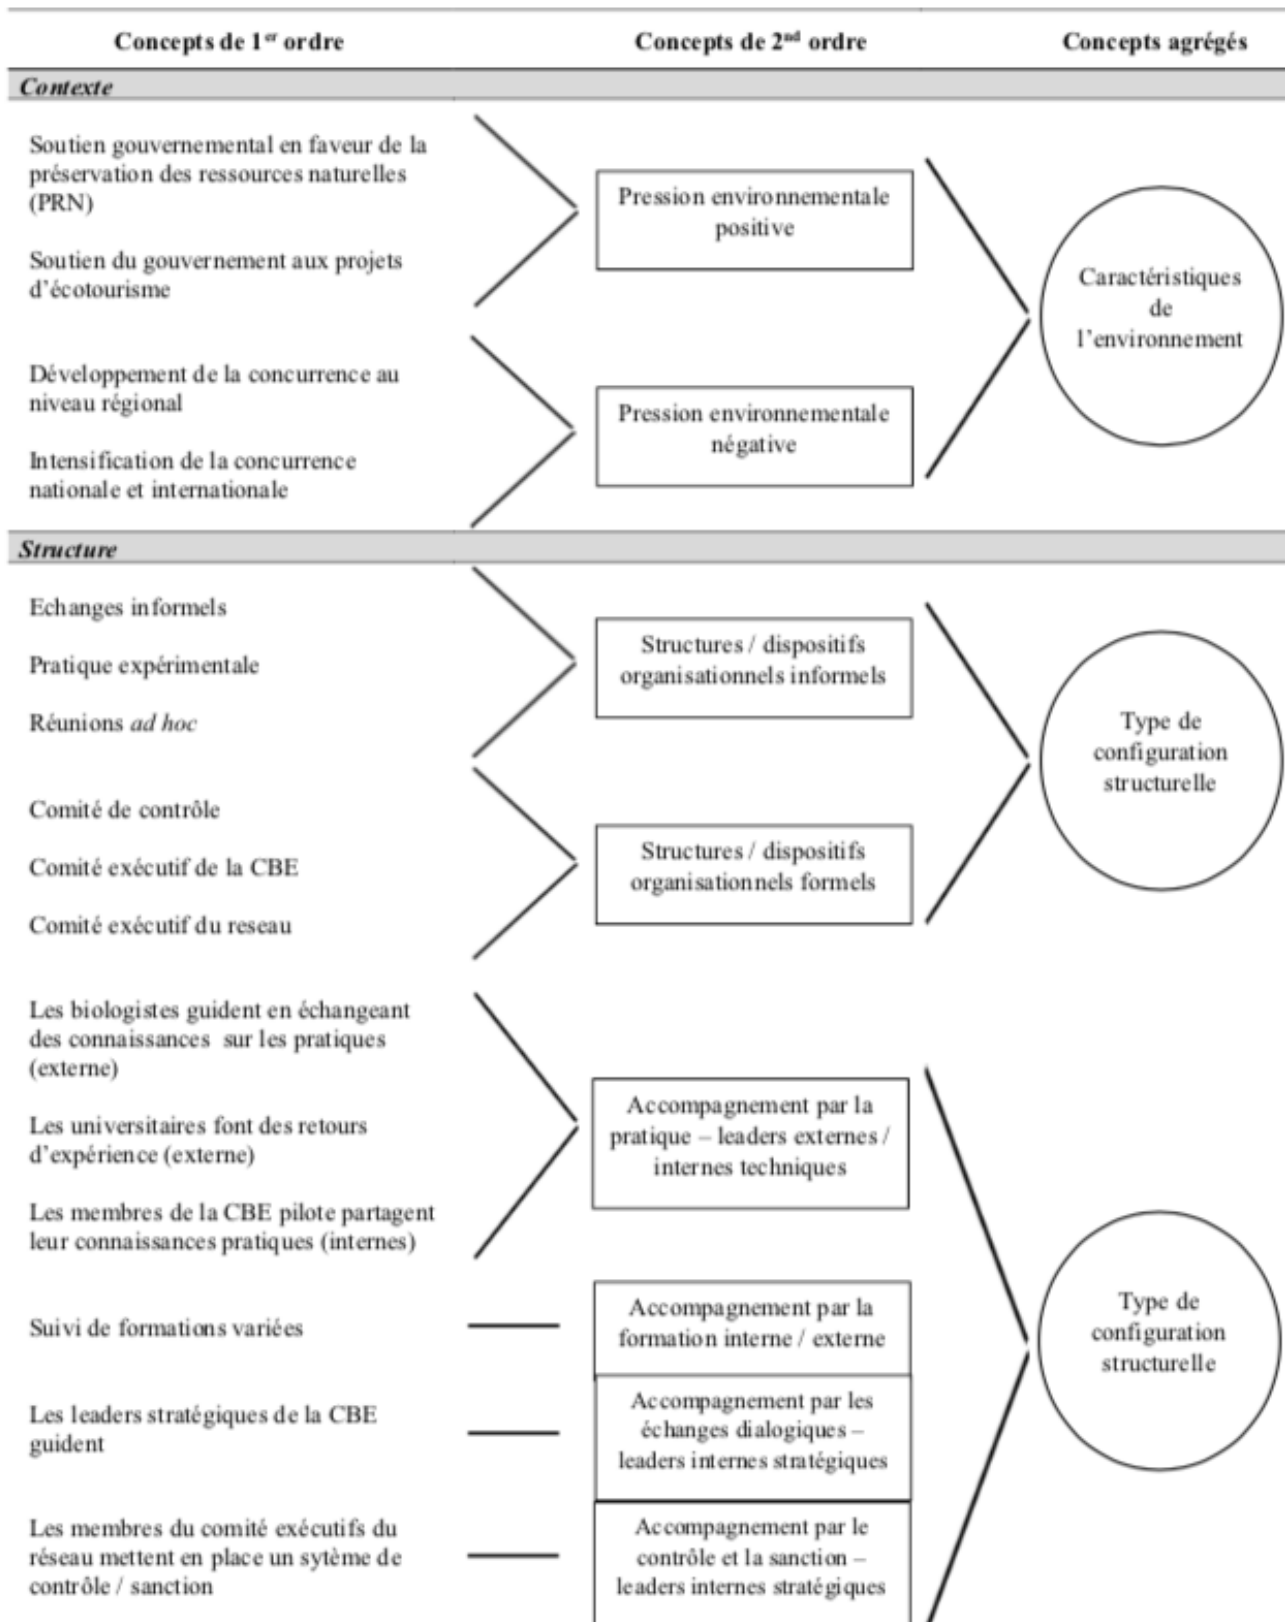 Concepts de 1er ordre
Concepts de 2nd ordre
Concepts agrégés
Contexte
Soutien gouvernemental en faveur de la
préservation des ressources naturelles
(PRN)
Soutien du gouvernement aux projets
d'écotourisme
Pression environnementale
positive
Développement de la concurrence au
niveau régional
Intensification de la concurrence
nationale et internationale
Pression environnementale
négative
Caractéristiques
de
l'environnement
Structure
Echanges informels
Pratique expérimentale
Réunions ad hoc
Structures / dispositifs
organisationnels informels
Comité de contrôle
Comité exécutif de la CBE
Comité exécutif du reseau
Structures / dispositifs
organisationnels formels
Type de
configuration
structurelle
Les biologistes guident en échangeant
des connaissances sur les pratiques
(externe)
Les universitaires font des retours
d'expérience (externe)
Les membres de la CBE pilote partagent
leur connaissances pratiques (internes)
Accompagnement par la
pratique – leaders externes /
internes techniques
Suivi de formations variées
Accompagnement par la
formation interne / externe
Les leaders stratégiques de la CBE
guident
Accompagnement par les
échanges dialogiques –
leaders internes stratégiques
Les membres du comité exécutifs du
réseau mettent en place un sytème de
contrôle / sanction
Accompagnement par le
contrôle et la sanction –
leaders internes stratégiques
Type de
configuration
structurelle